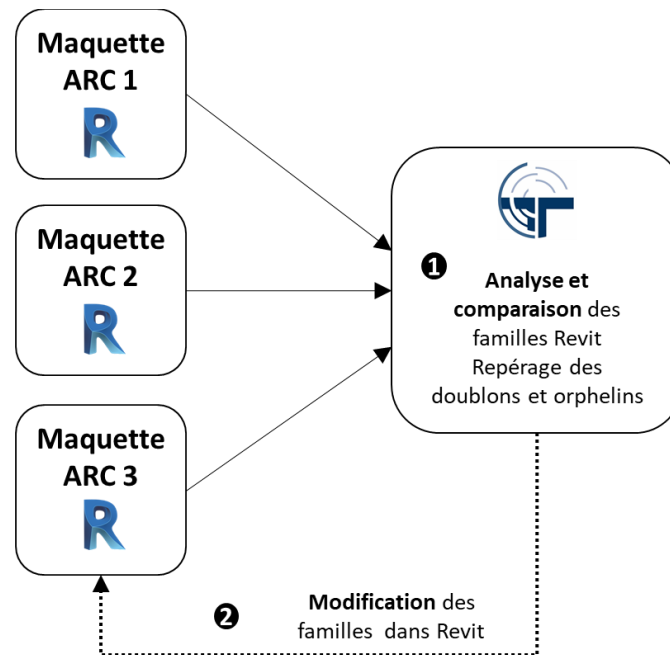 Maquette
ARC 1
R
Maquette
ARC 2
R
Maquette
ARC 3
R
❶
Analyse et
comparaison des
familles Revit
Repérage des
doublons et orphelins
❷
Modification des
familles dans Revit